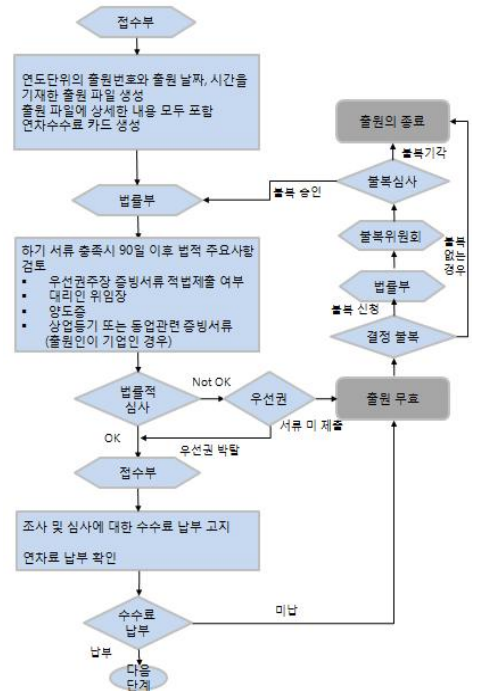 접수부
연도단위의 출원번호와 출원 날짜, 시간을
기재한 출원 파일 생성
출원 파일에 상세한 내용 모두 포함
연차수수료 카드 생성
법률부
하기 서류 충족시 90일 이후 법적 주요사항
검토
▪ 우선권주장 증빙서류 적법제출 여부
▪ 대리인 위임장
▪ 양도증
▪ 상업등기 또는 동업관련 증빙서류
(출원인이 기업인 경우)
법률적
심사
Not OK
우선권
서류 미 제출
출원 무효
OK
우선권 박탈
접수부
조사 및 심사에 대한 수수료 납부 고지
연차료 납부 확인
수수료
납부
미납
납부
다음
단계
출원의 종료
불복기각
불복심사
불복 승인
불복위원회
불복
없는
경우
법률부
불복 신청
결정 불복